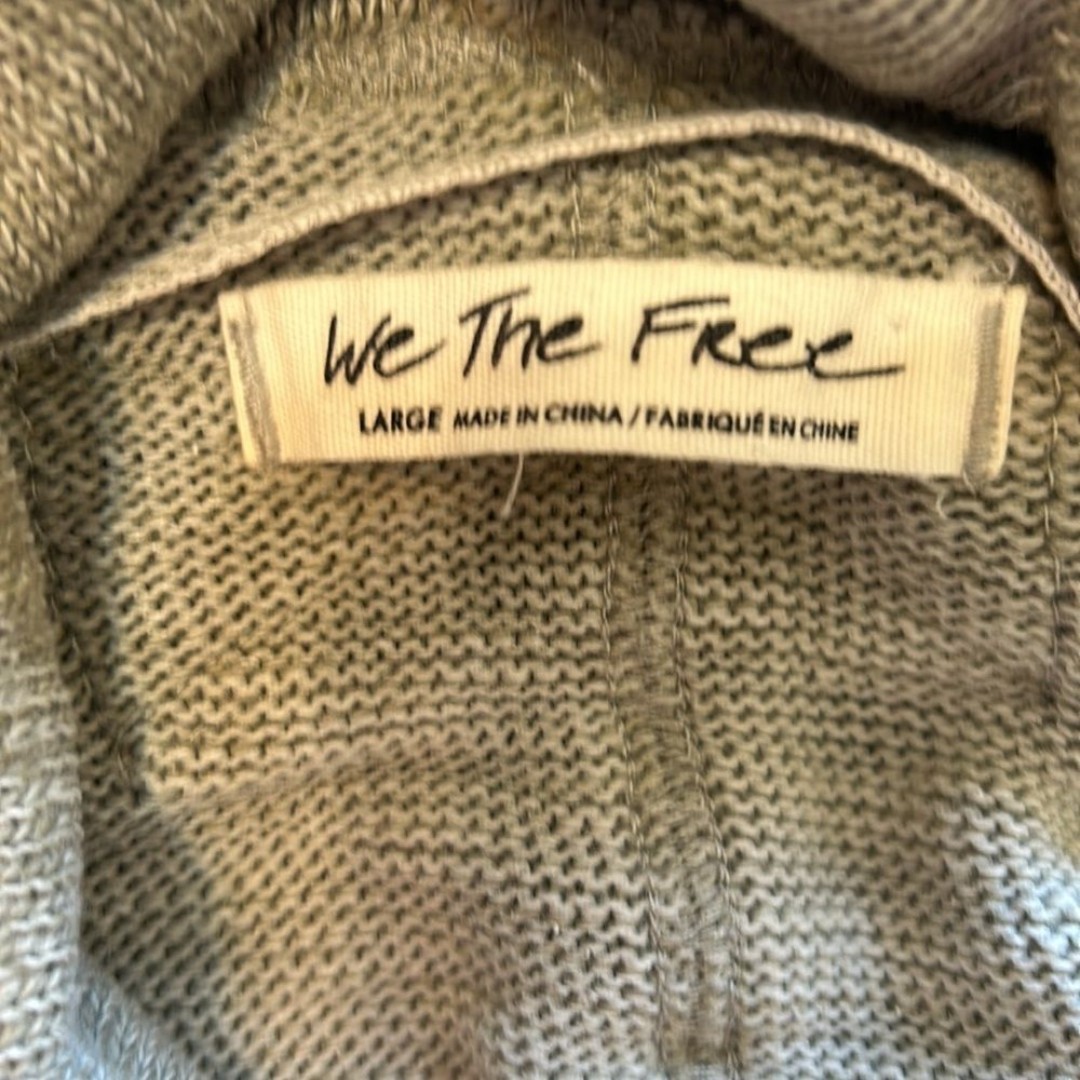 We The Free
LARGE MADE IN CHINA / FABRIQUÉ EN CHINE